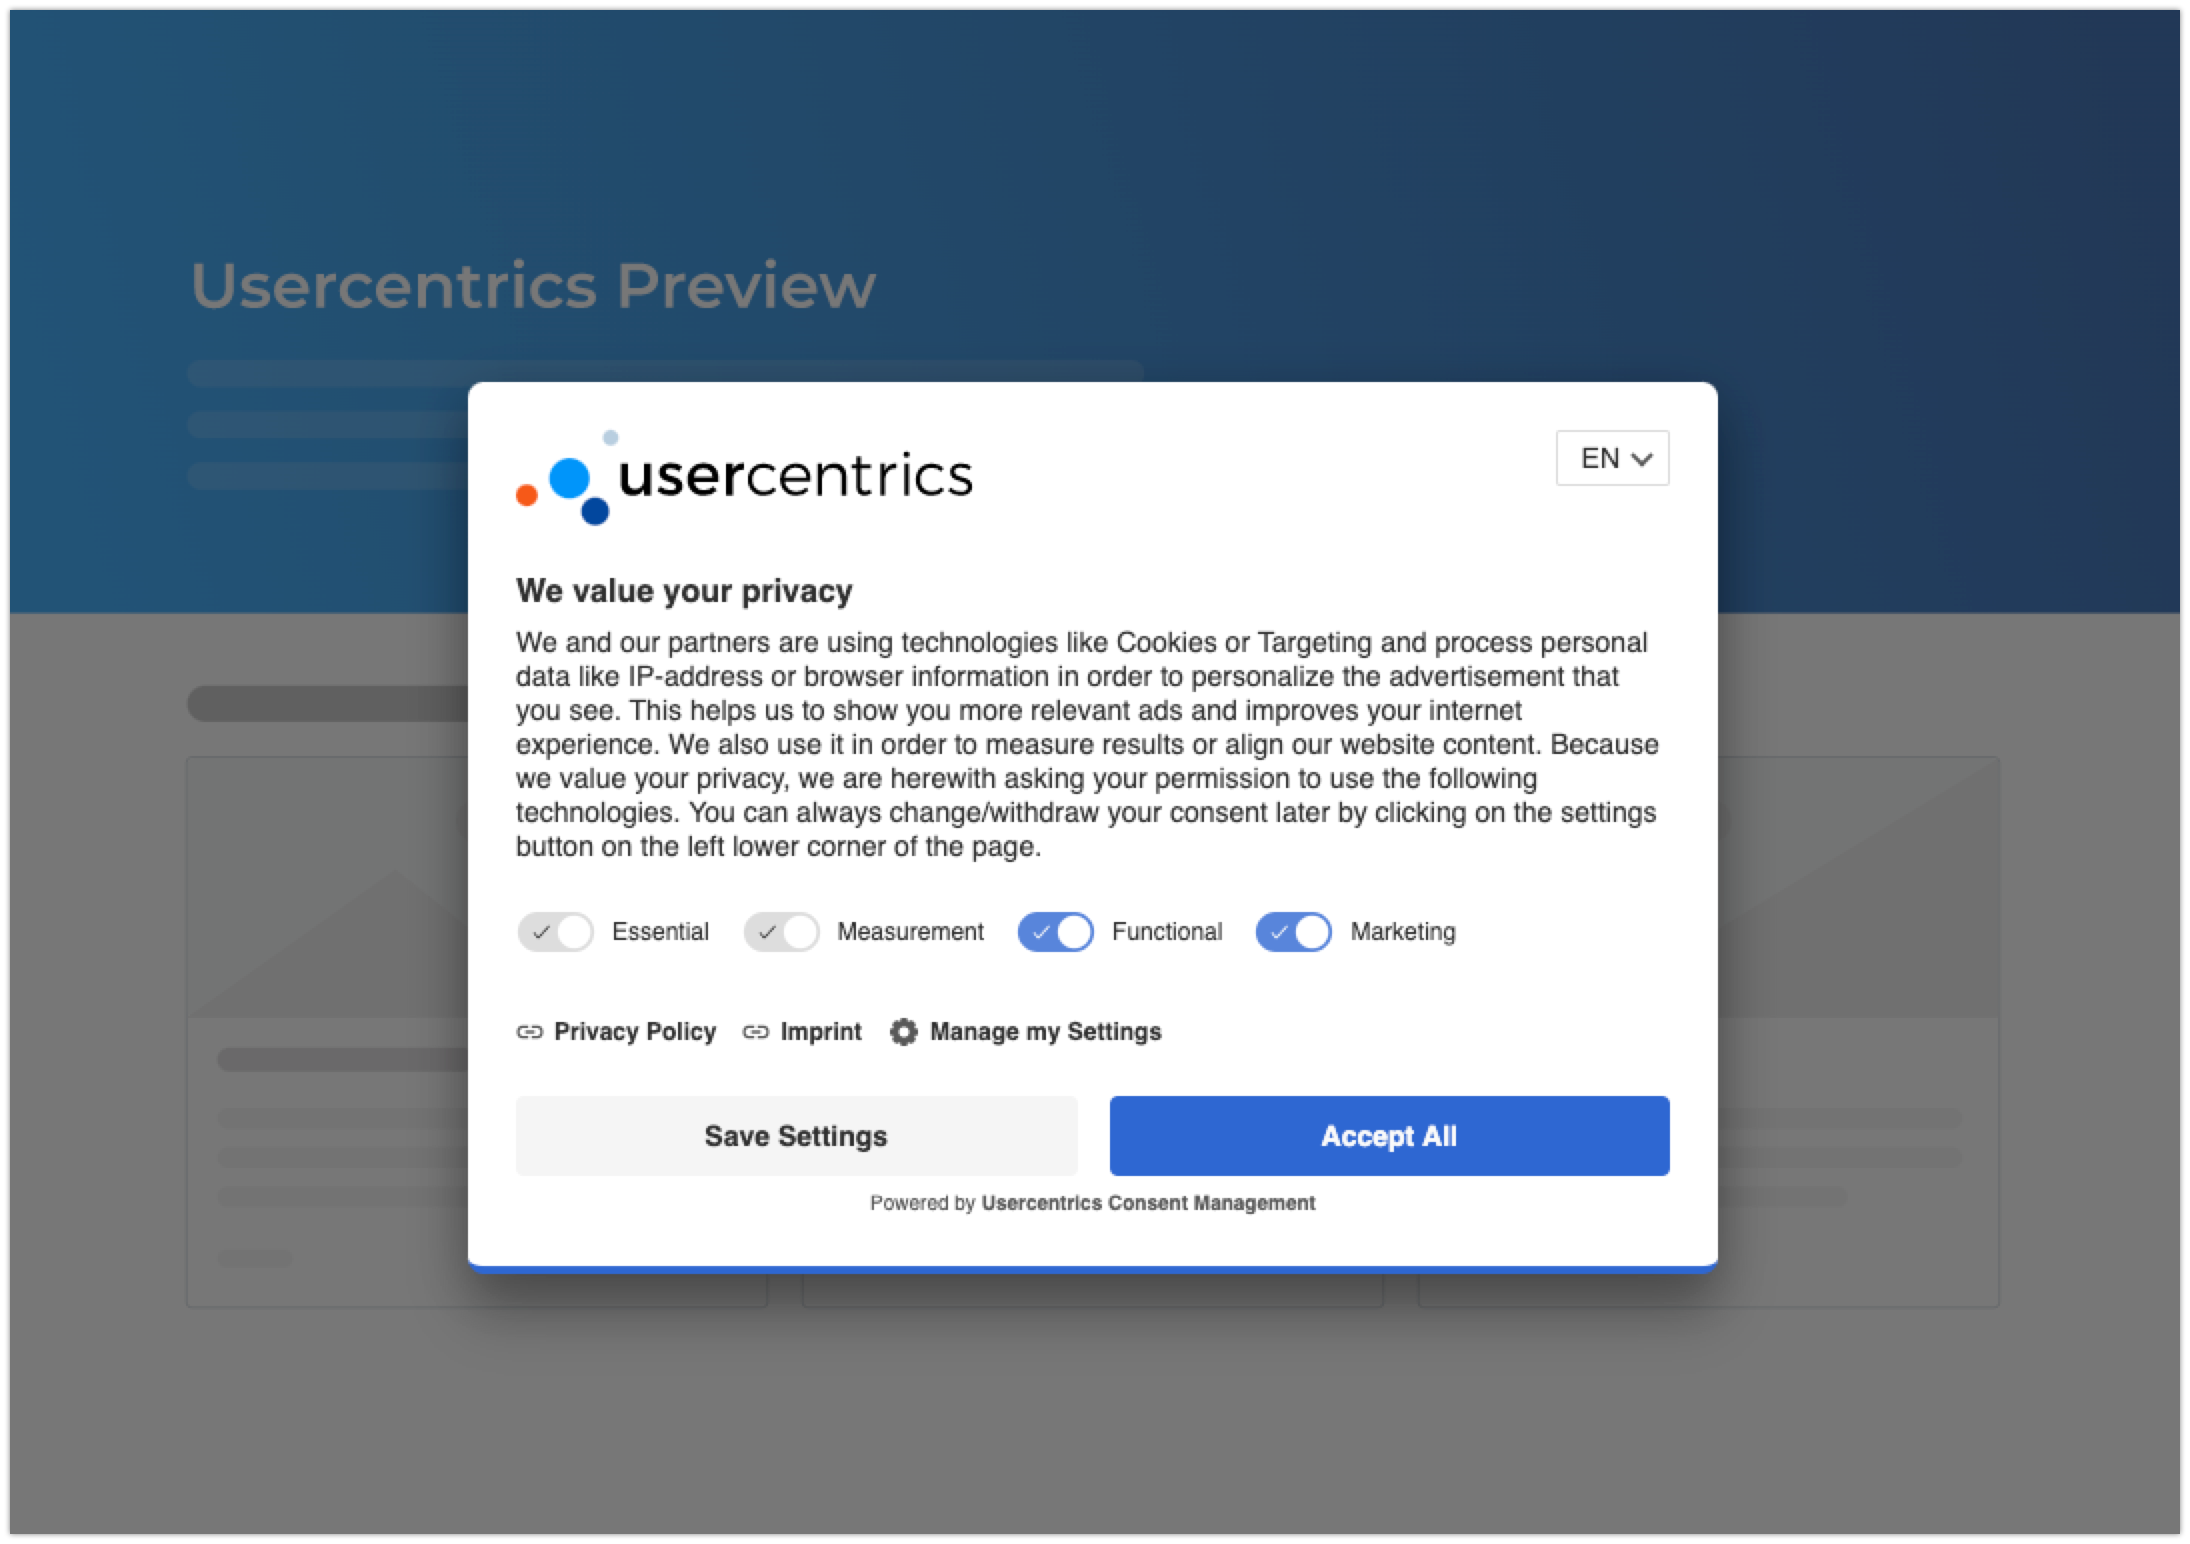 Usercentrics Preview
usercentrics
EN
We value your privacy
We and our partners are using technologies like Cookies or Targeting and process personal
data like IP-address or browser information in order to personalize the advertisement that
you see. This helps us to show you more relevant ads and improves your internet
experience. We also use it in order to measure results or align our website content. Because
we value your privacy, we are herewith asking your permission to use the following
technologies. You can always change/withdraw your consent later by clicking on the settings
button on the left lower corner of the page.
Essential Measurement Functional Marketing
Privacy Policy Imprint Manage my Settings
Save Settings Accept All
Powered by Usercentrics Consent Management